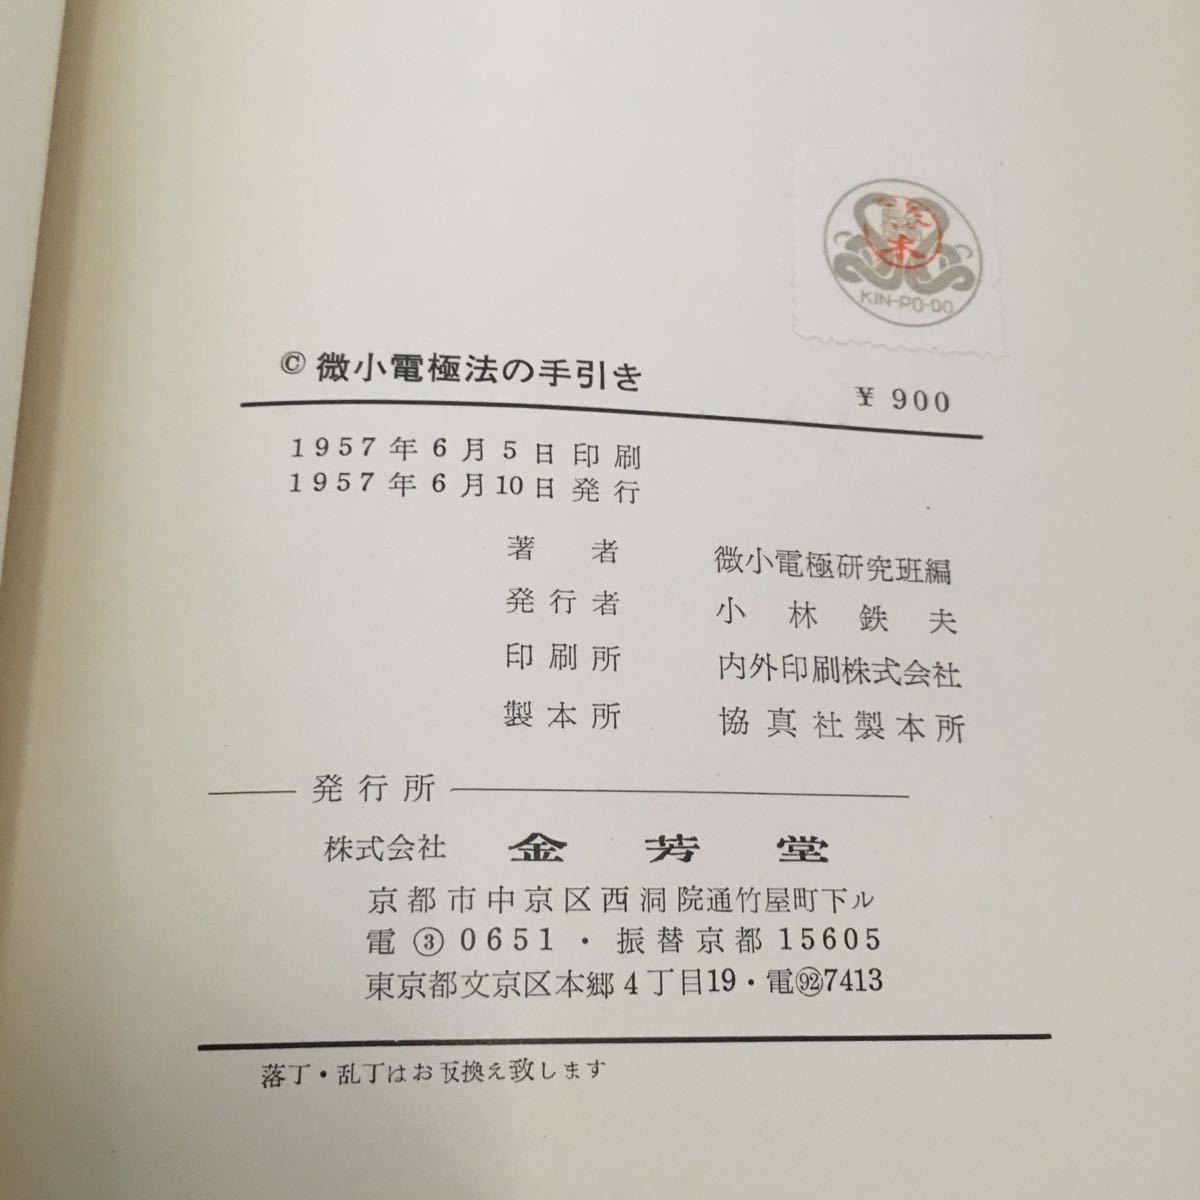 KIN-PO-DO
© 微小電極法の手引き
¥ 900
1957年6月5日印刷
1957年6月10日発行
著者 微小電極研究班編
発行者 小林鉄夫
印刷所 内外印刷株式会社
製本所 協真社製本所
発行所
株式会社 金芳堂
京都市中京区西洞院通竹屋町下ル
電③0651・振替京都15605
東京都文京区本郷4丁目19・電㊒7413
落丁・乱丁はお取換え致します